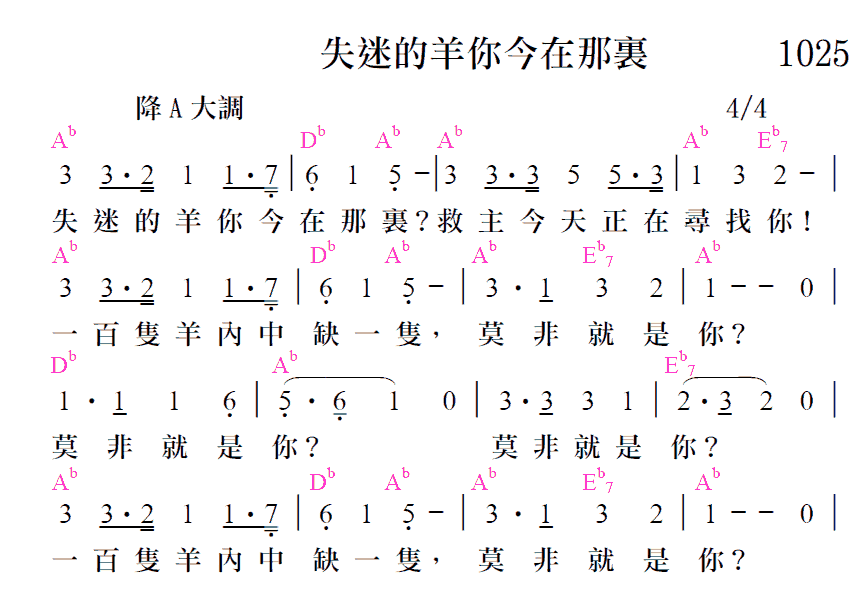 失迷的羊你今在那裏 1025
降A大調 4/4
A♭ D♭ A♭ A♭ A♭ E♭7
3 3·2 1 1·7 | 6 1 5 － | 3 3·3 5 5·3 | 1 3 2 － |
失迷的羊你今在那裏？救主今天正在尋找你！
A♭ D♭ A♭ A♭ E♭7 A♭
3 3·2 1 1·7 | 6 1 5 － | 3·1 3 2 | 1 － － 0 |
一百隻羊內中缺一隻，莫非就是你？
D♭ A♭ E♭7
1·1 1 6 | 5·6 1 0 | 3·3 3 1 | 2·3 2 0 |
莫非就是你？ 莫非就是你？
A♭ D♭ A♭ A♭ E♭7 A♭
3 3·2 1 1·7 | 6 1 5 － | 3·1 3 2 | 1 － － 0 |
一百隻羊內中缺一隻，莫非就是你？